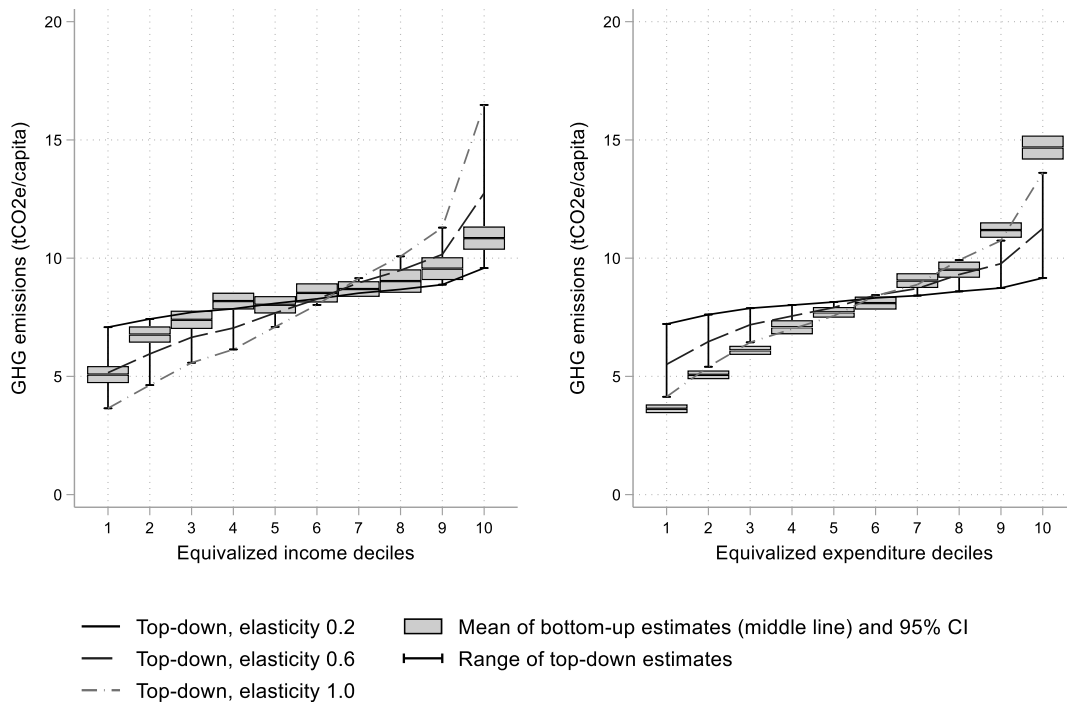 20
15
10
5
0
GHG emissions (tCO2e/capita)
1 2 3 4 5 6 7 8 9 10
Equivalized income deciles
20
15
10
5
0
GHG emissions (tCO2e/capita)
1 2 3 4 5 6 7 8 9 10
Equivalized expenditure deciles
Top-down, elasticity 0.2
Top-down, elasticity 0.6
Top-down, elasticity 1.0
Mean of bottom-up estimates (middle line) and 95% CI
Range of top-down estimates